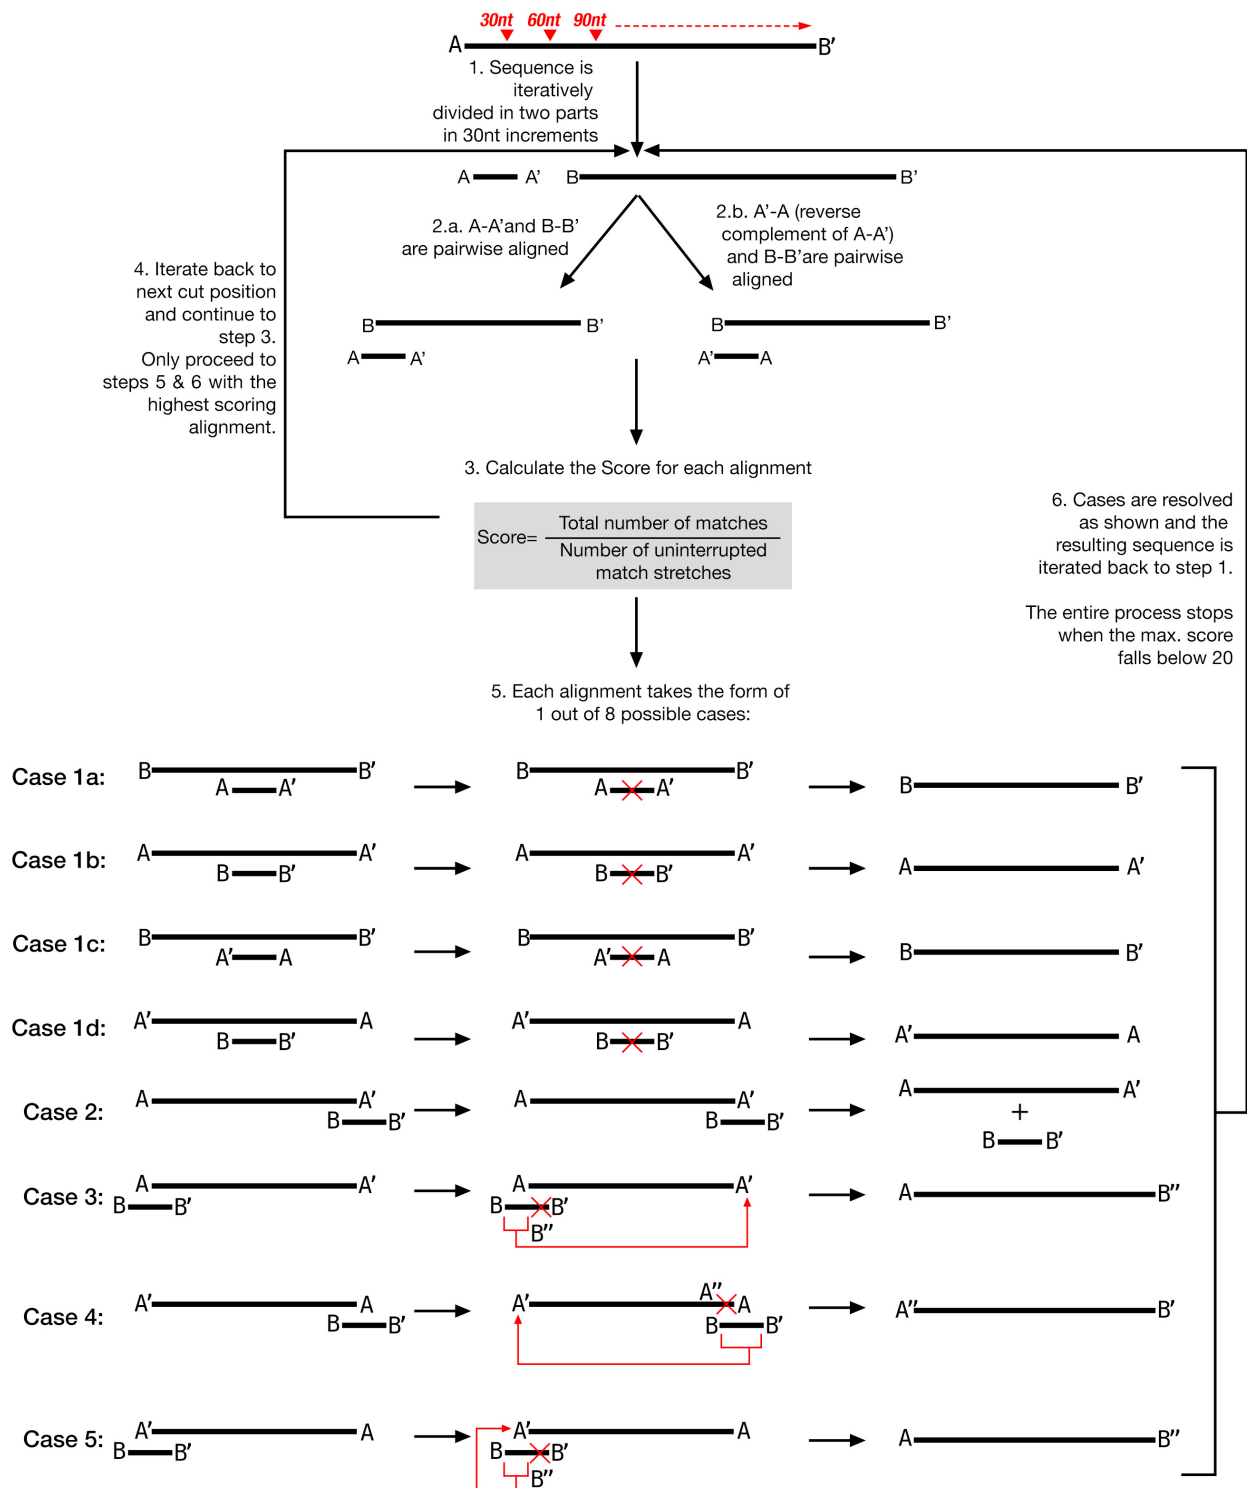 30nt 60nt 90nt
A B'
1. Sequence is
iteratively
divided in two parts
in 30nt increments
A A' B B'
2.a. A-A'and B-B'
are pairwise aligned
2.b. A'-A (reverse
complement of A-A')
and B-B'are pairwise
aligned
4. Iterate back to
next cut position
and continue to
step 3.
Only proceed to
steps 5 & 6 with the
highest scoring
alignment.
B B' B B'
A A' A' A
3. Calculate the Score for each alignment
Score=
Total number of matches
Number of uninterrupted
match stretches
6. Cases are resolved
as shown and the
resulting sequence is
iterated back to step 1.
The entire process stops
when the max. score
falls below 20
5. Each alignment takes the form of
1 out of 8 possible cases:
Case 1a:
B B' B B' B B'
A A' A A'
Case 1b:
A A' A A' A A'
B B' B B'
Case 1c:
B B' B B' B B'
A' A A' A
Case 1d:
A' A A' A A' A
B B' B B'
Case 2:
A A' A A' A A'
+
B B' B B' B B'
Case 3:
A A' A A' A B''
B B' B B'
B''
Case 4:
A''
A' A A' A A'' B'
B B' B B'
Case 5:
A' A A' A A B''
B B' B B'
B''